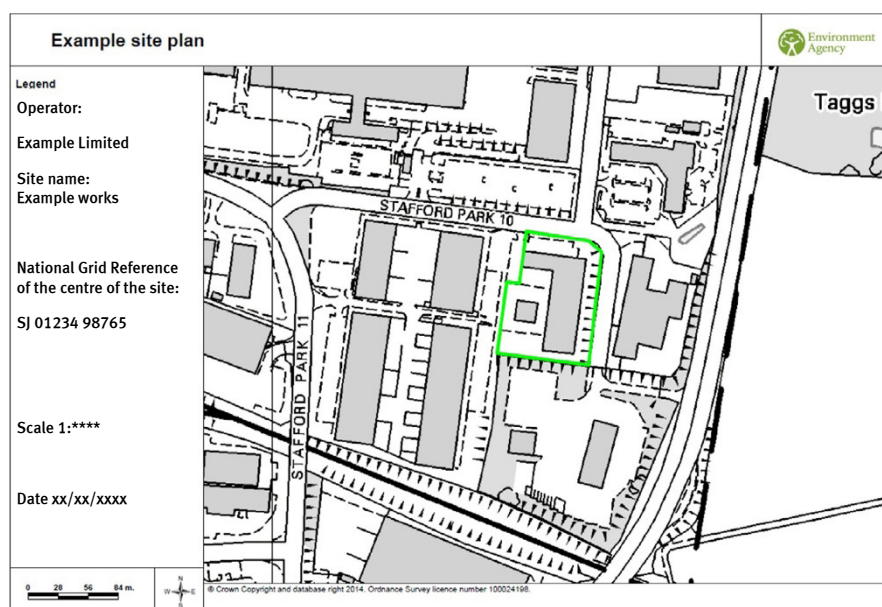 Example site plan
Environment
Agency
Legend
Operator:
Example Limited
Site name:
Example works
National Grid Reference
of the centre of the site:
SJ 01234 98765
Scale 1:****
Date xx/xx/xxxx
Taggs
STAFFORD PARK 10
STAFFORD PARK 11
0 28 56 84 m.
N
W E
S
© Crown Copyright and database right 2014. Ordnance Survey licence number 100024198.